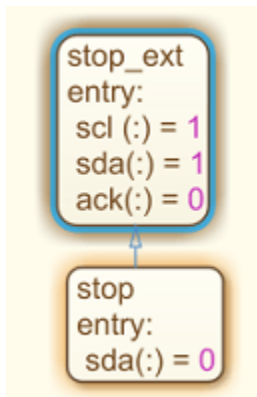 stop_ext
entry:
scl (:) = 1
sda(:) = 1
ack(:) = 0
stop
entry:
sda(:) = 0